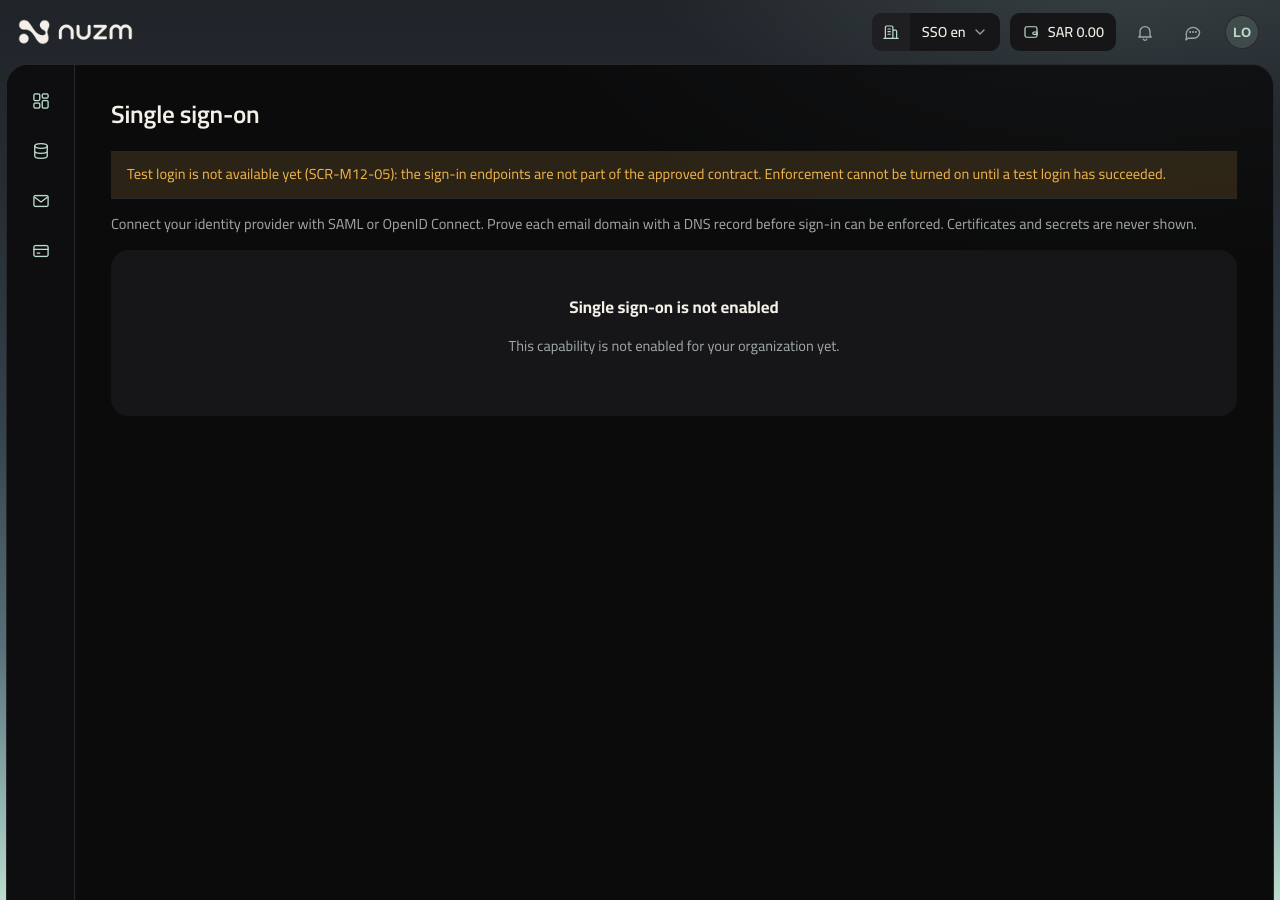 nuzm
SSO en
SAR 0.00
LO
Single sign-on
Test login is not available yet (SCR-M12-05): the sign-in endpoints are not part of the approved contract. Enforcement cannot be turned on until a test login has succeeded.
Connect your identity provider with SAML or OpenID Connect. Prove each email domain with a DNS record before sign-in can be enforced. Certificates and secrets are never shown.
Single sign-on is not enabled
This capability is not enabled for your organization yet.